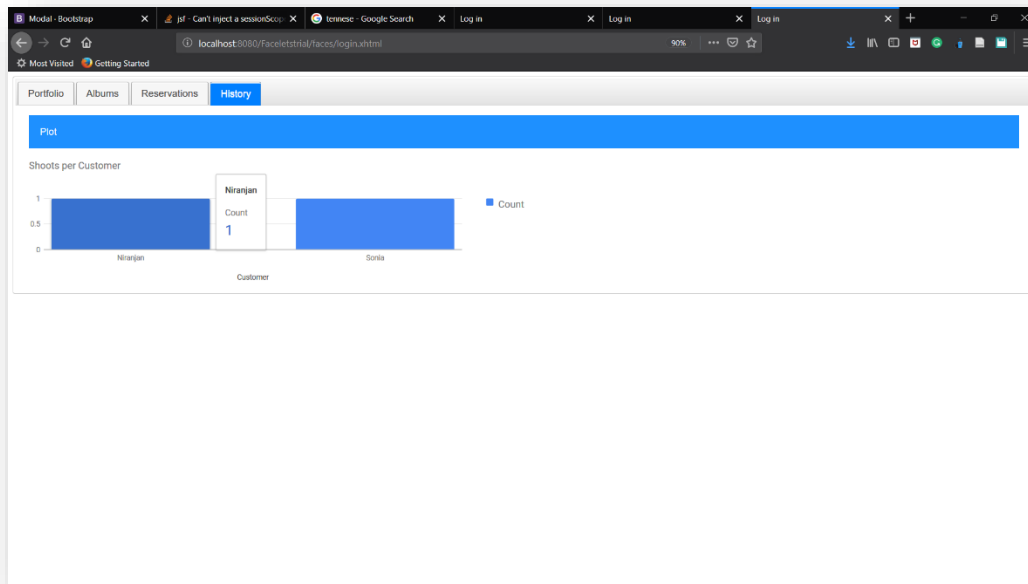 Modal - Bootstrap
jsf - Can't inject a sessionScop
tennese - Google Search
Log in
Log in
Log in
localhost:8080/Faceletstrial/faces/login.xhtml
90%
Most Visited
Getting Started
Portfolio
Albums
Reservations
History
Plot
Shoots per Customer
1
0.5
0
Niranjan
Count
1
Count
Niranjan
Sonia
Customer